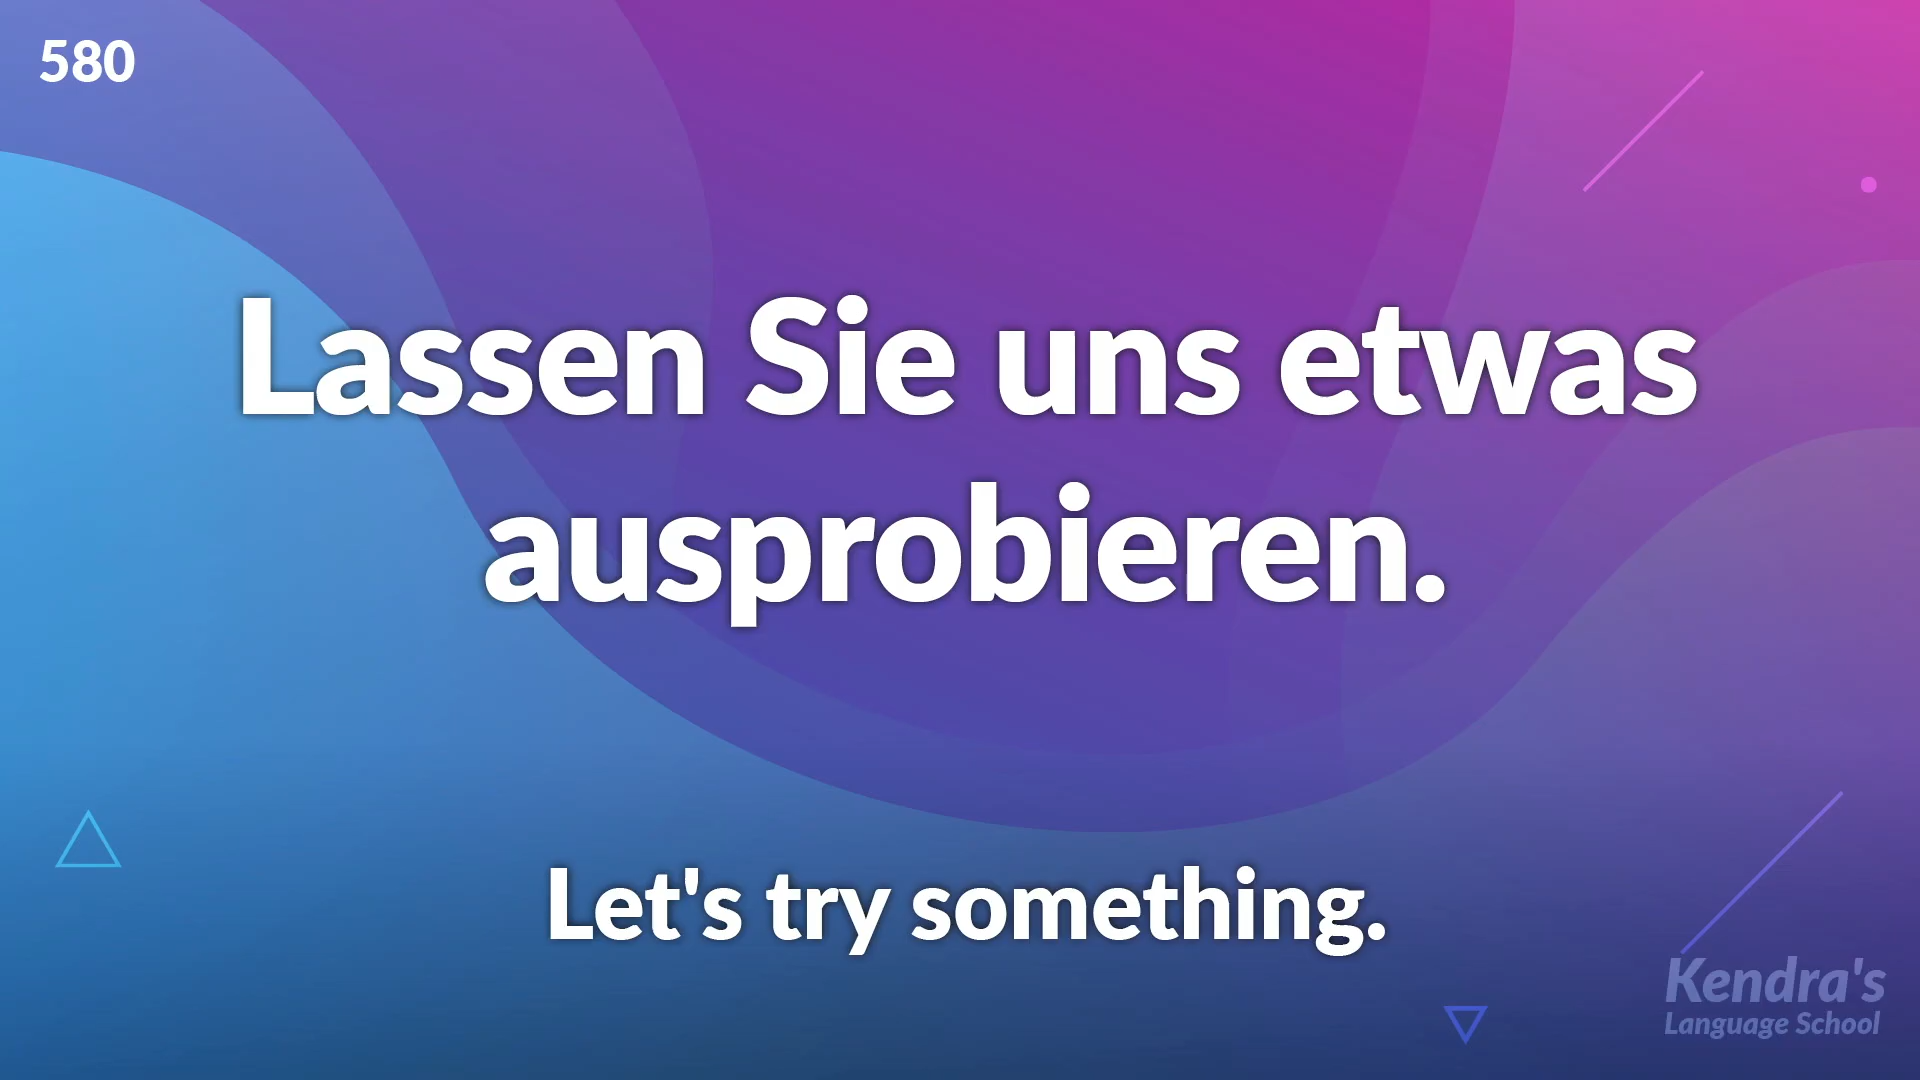 580
Lassen Sie uns etwas
ausprobieren.
Let's try something.
Kendra's
Language School